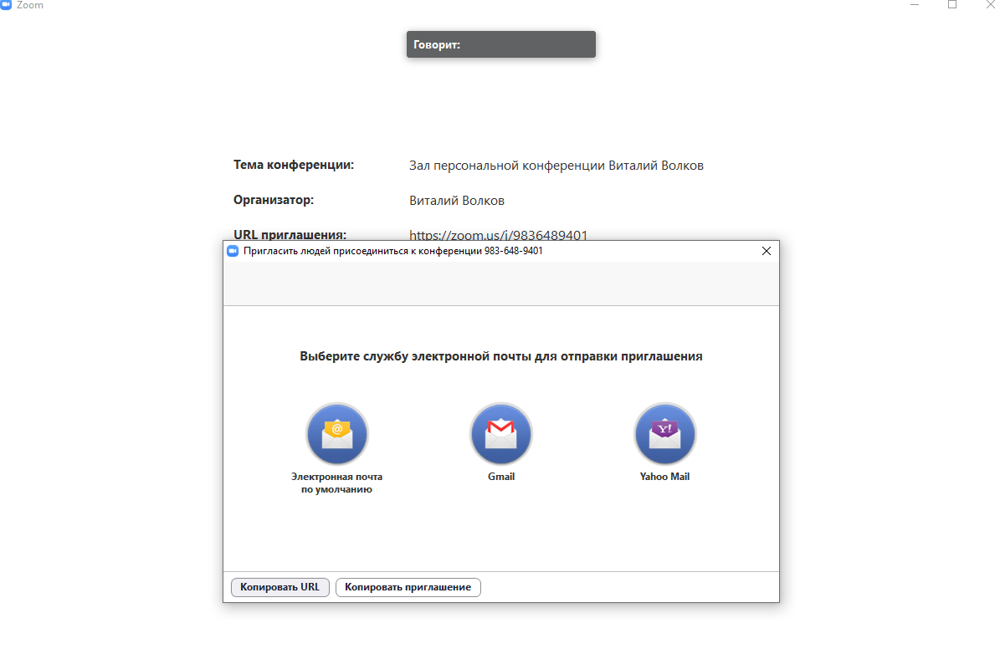 Zoom
Говорит:
Тема конференции: Зал персональной конференции Виталий Волков
Организатор: Виталий Волков
URL приглашения: https://zoom.us/j/9836489401
Пригласить людей присоединиться к конференции 983-648-9401
Выберите службу электронной почты для отправки приглашения
@
Y!
Электронная почта
по умолчанию
Gmail
Yahoo Mail
Копировать URL
Копировать приглашение